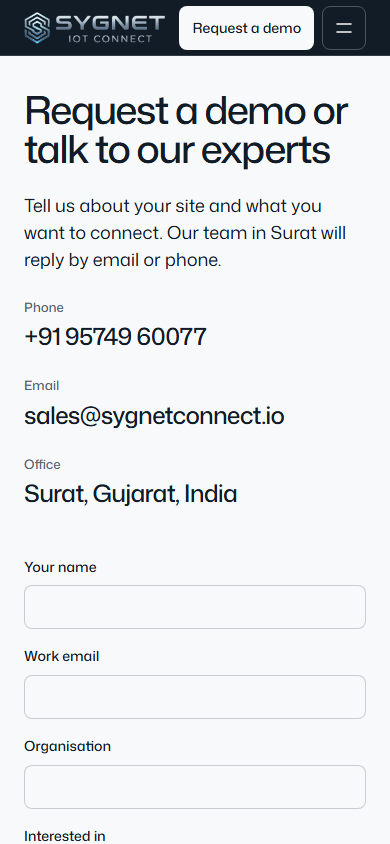 SYGNET
IOT CONNECT
Request a demo
Request a demo or
talk to our experts
Tell us about your site and what you
want to connect. Our team in Surat will
reply by email or phone.
Phone
+91 95749 60077
Email
sales@sygnetconnect.io
Office
Surat, Gujarat, India
Your name
Work email
Organisation
Interested in